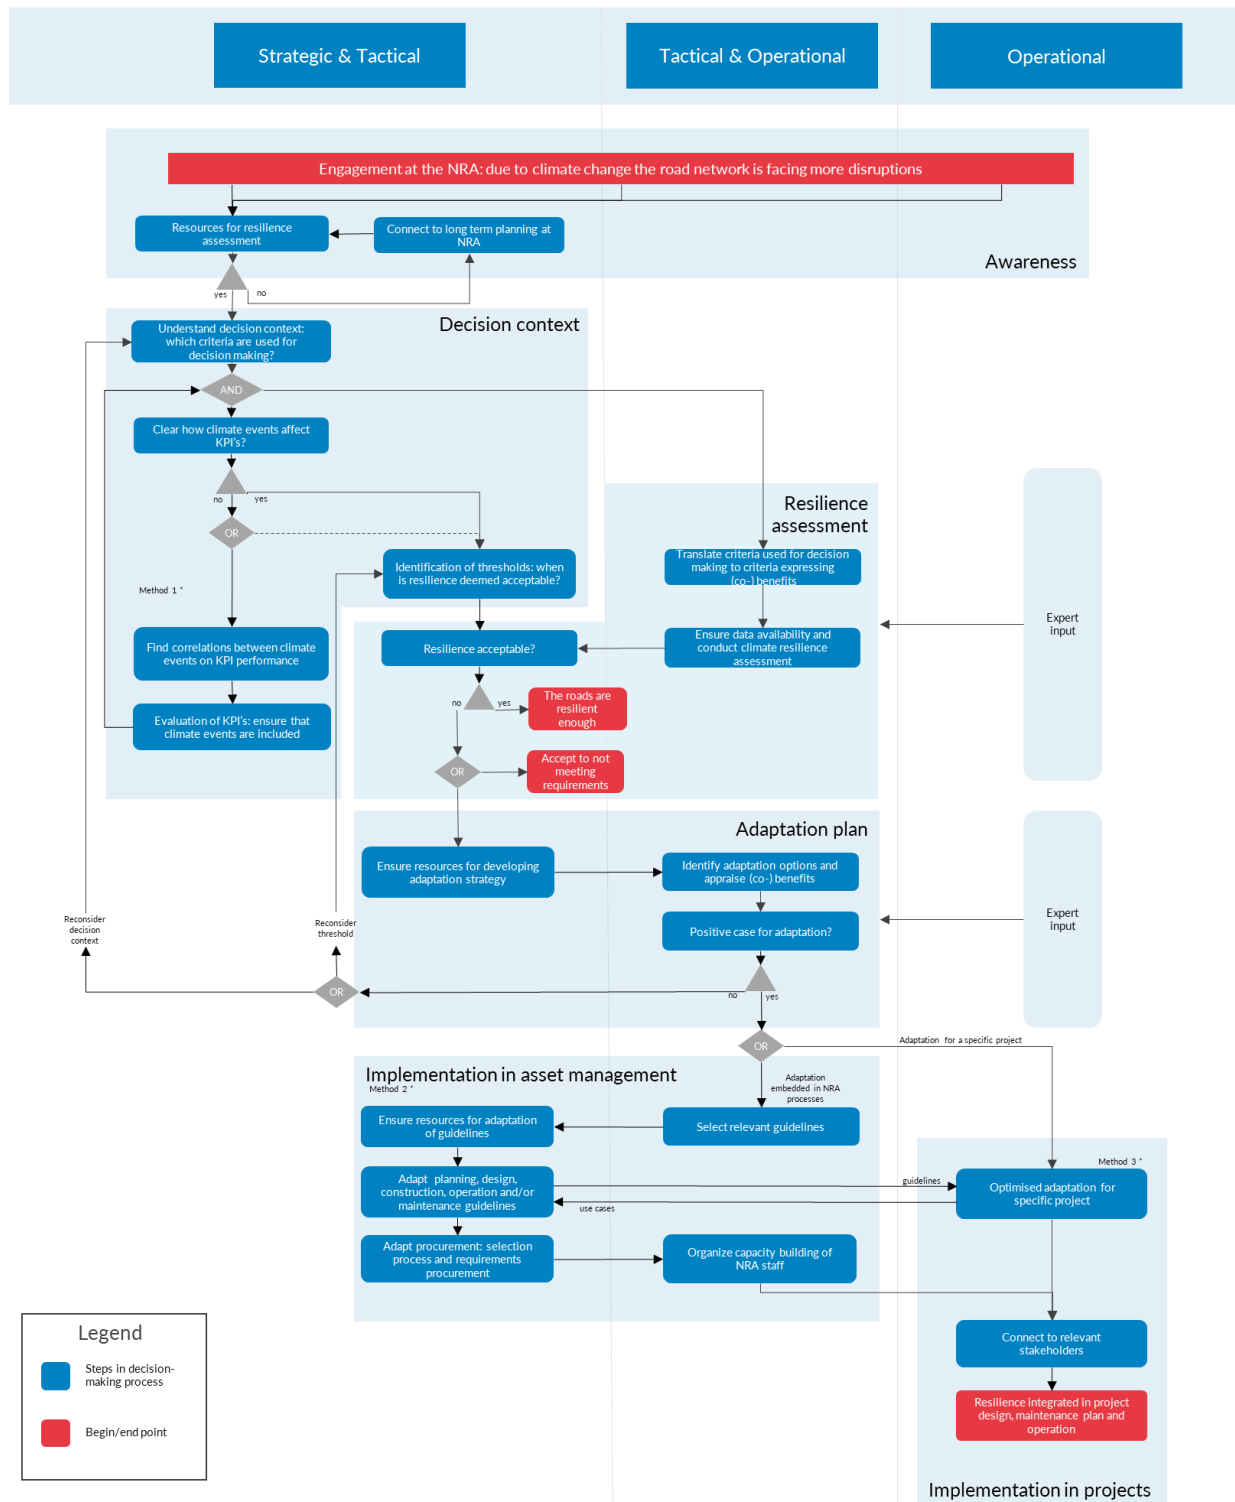 Strategic & Tactical
Tactical & Operational
Operational
Engagement at the NRA: due to climate change the road network is facing more disruptions
Resources for resilience
assessment
Connect to long term planning at
NRA
Awareness
yes
no
Understand decision context:
which criteria are used for
decision making?
Decision context
AND
Clear how climate events affect
KPI's?
no
yes
OR
Resilience
assessment
Identification of thresholds: when
is resilience deemed acceptable?
Translate criteria used for decision
making to criteria expressing
(co-) benefits
Method 1 *
Expert
input
Find correlations between climate
events on KPI performance
Resilience acceptable?
Ensure data availability and
conduct climate resilience
assessment
no
yes
The roads are
resilient
enough
Evaluation of KPI's: ensure that
climate events are included
OR
Accept to not
meeting
requirements
Adaptation plan
Ensure resources for developing
adaptation strategy
Identify adaptation options and
appraise (co-) benefits
Reconsider
decision
context
Reconsider
threshold
Positive case for adaptation?
Expert
input
OR
no
yes
OR
Adaptation for a specific project
Implementation in asset management
Method 2 *
Adaptation
embedded in NRA
processes
Ensure resources for adaptation
of guidelines
Select relevant guidelines
Method 3 *
Adapt planning, design,
construction, operation and/or
maintenance guidelines
guidelines
use cases
Optimised adaptation for
specific project
Adapt procurement: selection
process and requirements
procurement
Organize capacity building of
NRA staff
Connect to relevant
stakeholders
Resilience integrated in project
design, maintenance plan and
operation
Implementation in projects
Legend
Steps in decision-
making process
Begin/end point